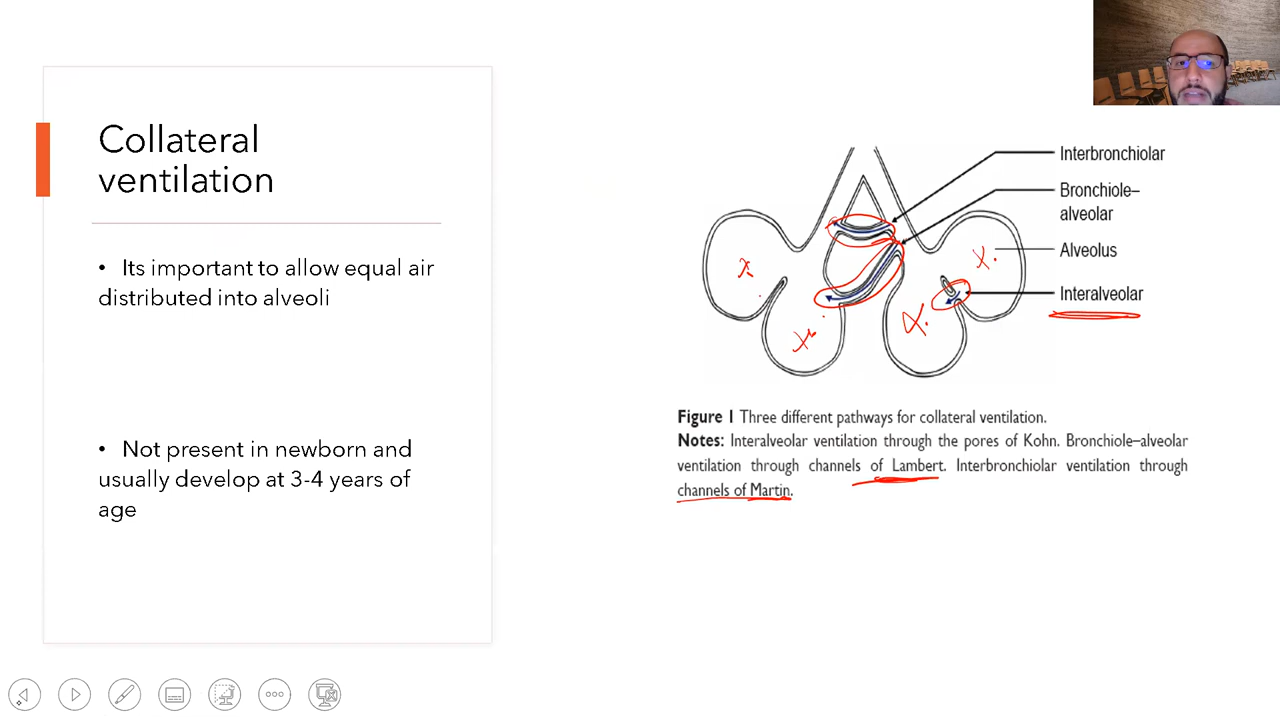 Collateral
ventilation
• Its important to allow equal air
distributed into alveoli
• Not present in newborn and
usually develop at 3-4 years of
age
Interbronchiolar
Bronchiole–
alveolar
Alveolus
Interalveolar
Figure 1 Three different pathways for collateral ventilation.
Notes: Interalveolar ventilation through the pores of Kohn. Bronchiole–alveolar
ventilation through channels of Lambert. Interbronchiolar ventilation through
channels of Martin.